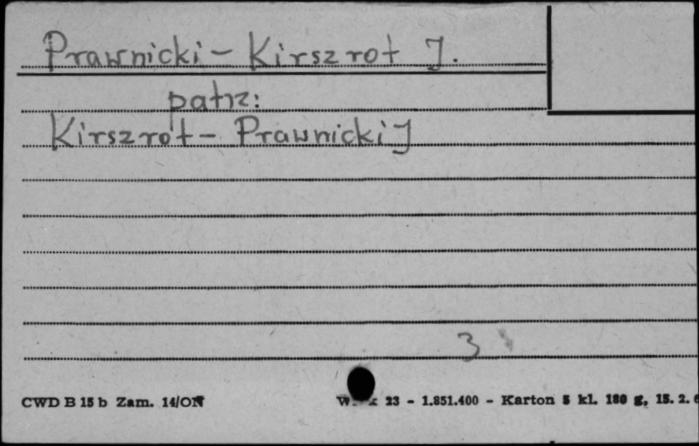 Prawnicki - Kirszrot J.
patrz:
Kirszrot - Prawnicki J
3
CWD B 15 b Zam. 14/ON 23 - 1.851.400 - Karton 5 kl. 180 g, 15. 2.